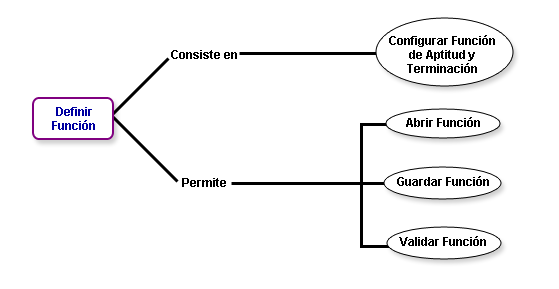 Configurar Función
de Aptitud y
Terminación
Consiste en
Definir
Función
Abrir Función
Permite
Guardar Función
Validar Función